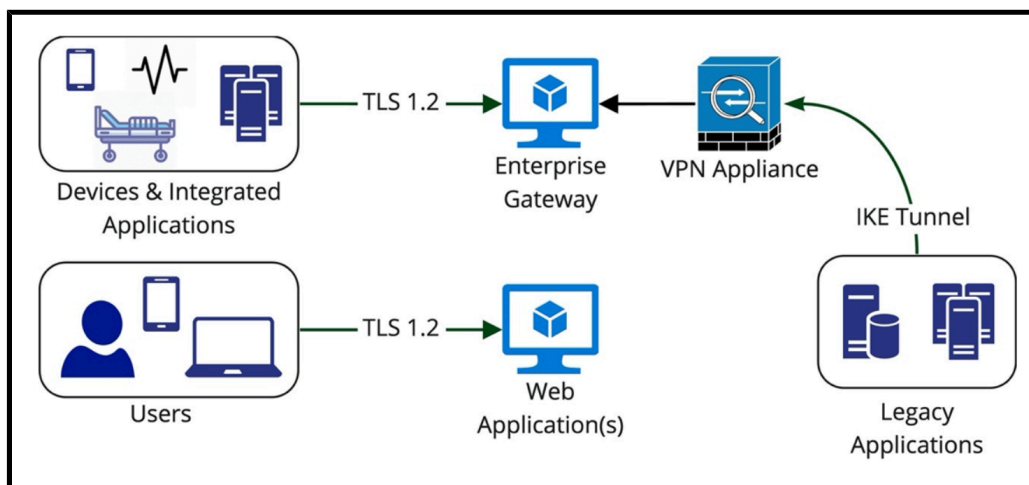 TLS 1.2
Enterprise
Gateway
VPN Appliance
Devices & Integrated
Applications
IKE Tunnel
TLS 1.2
Users
Web
Application(s)
Legacy
Applications